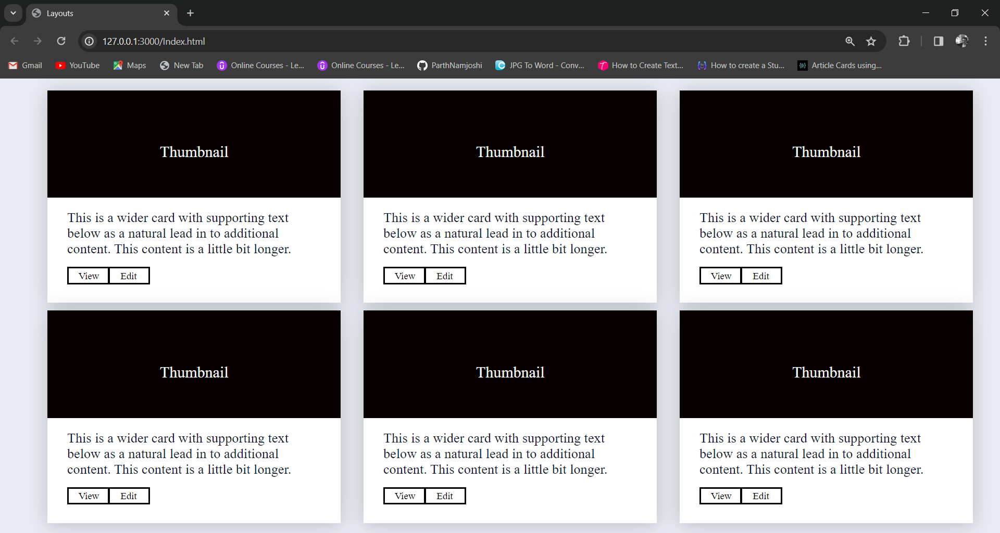 Layouts
127.0.0.1:3000/Index.html
Gmail YouTube Maps New Tab Online Courses - Le... Online Courses - Le... ParthNamjoshi JPG To Word - Conv... How to Create Text... How to create a Stu... Article Cards using...
Thumbnail Thumbnail Thumbnail
This is a wider card with supporting text
below as a natural lead in to additional
content. This content is a little bit longer.
View Edit
This is a wider card with supporting text
below as a natural lead in to additional
content. This content is a little bit longer.
View Edit
This is a wider card with supporting text
below as a natural lead in to additional
content. This content is a little bit longer.
View Edit
Thumbnail Thumbnail Thumbnail
This is a wider card with supporting text
below as a natural lead in to additional
content. This content is a little bit longer.
View Edit
This is a wider card with supporting text
below as a natural lead in to additional
content. This content is a little bit longer.
View Edit
This is a wider card with supporting text
below as a natural lead in to additional
content. This content is a little bit longer.
View Edit